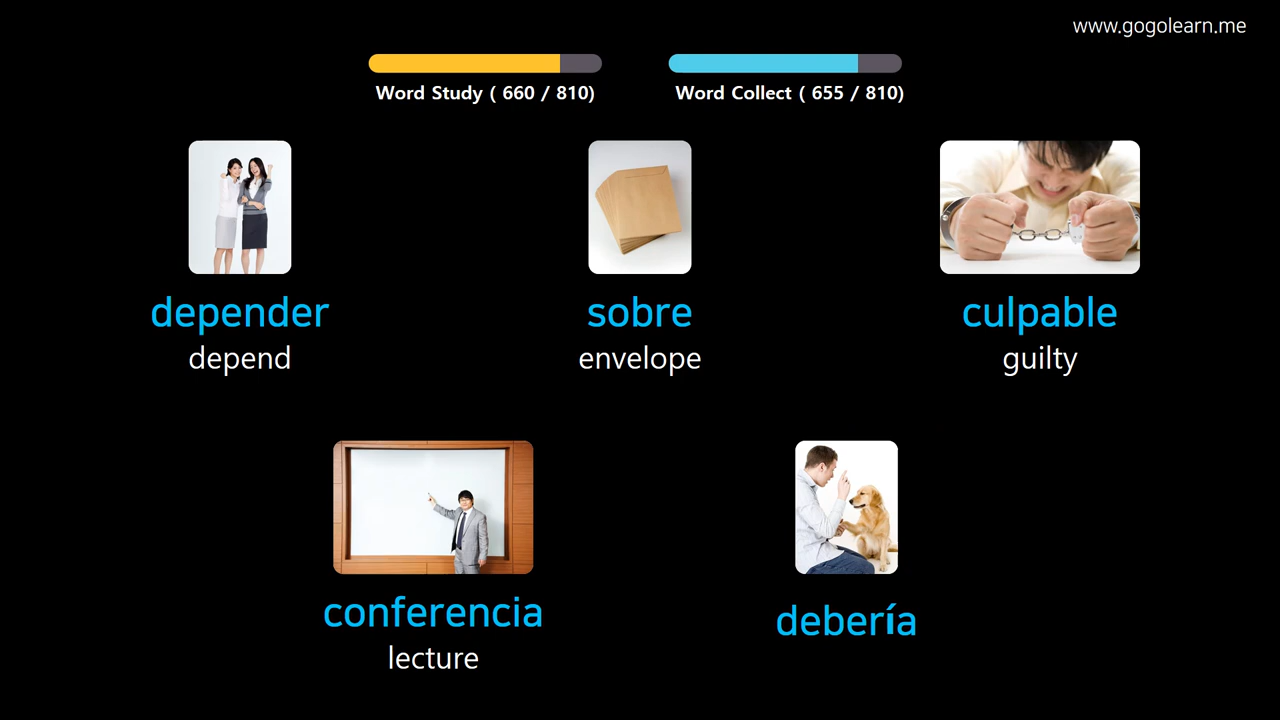 www.gogolearn.me
Word Study ( 660 / 810)
Word Collect ( 655 / 810)
depender
depend
sobre
envelope
culpable
guilty
conferencia
lecture
debería